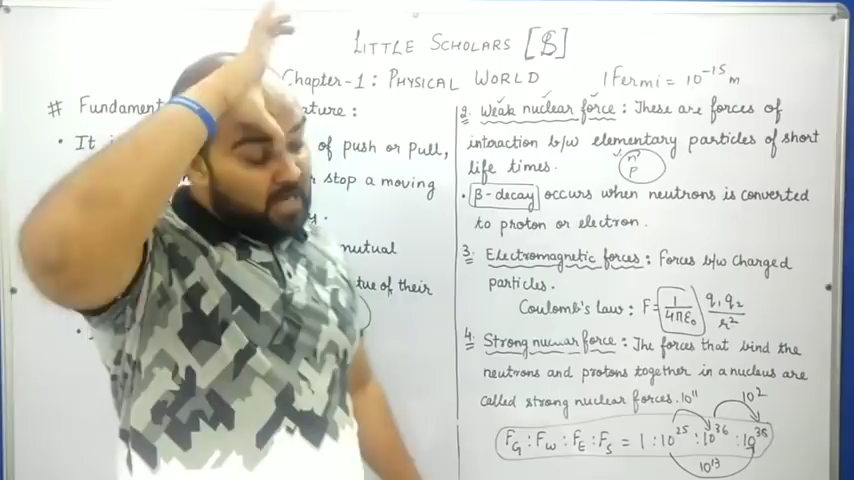 LITTLE SCHOLARS [LS]
Chapter-1: PHYSICAL WORLD
1 Fermi = 10⁻¹⁵ m
# Fundament ature :
• It i of push or pull,
r stop a moving
mutual
tue of their
2. Weak nuclear force : These are forces of
interaction b/w elementary particles of short
life times.
n
p
• β-decay occurs when neutrons is converted
to proton or electron.
3. Electromagnetic forces : Forces b/w Charged
particles.
Coulomb's law : F = 1/4πε₀ q₁q₂/r²
4. Strong nuclear force : The forces that bind the
neutrons and protons together in a nucleus are
called strong nuclear forces.
10¹¹ 10²
F_G : F_W : F_E : F_S = 1 : 10²⁵ : 10³⁶ : 10³⁸
10¹³